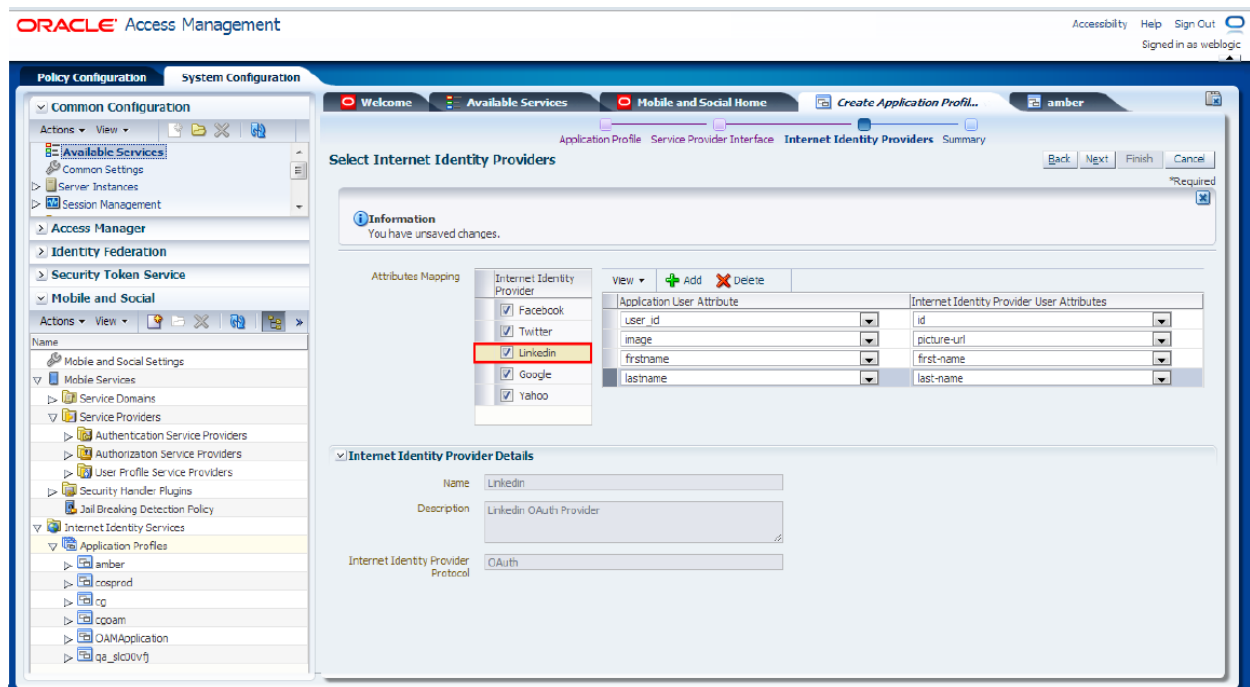 ORACLE Access Management
Accessibility Help Sign Out
Signed in as weblogic
Policy Configuration System Configuration
Common Configuration
Actions View
Available Services
Common Settings
Server Instances
Session Management
Access Manager
Identity Federation
Security Token Service
Mobile and Social
Actions View »
Name
Mobile and Social Settings
Mobile Services
Service Domains
Service Providers
Authentication Service Providers
Authorization Service Providers
User Profile Service Providers
Security Handler Plugins
Jail Breaking Detection Policy
Internet Identity Services
Application Profiles
amber
cosprod
cg
cgoam
OAMApplication
qa_slc00vfj
Welcome Available Services Mobile and Social Home Create Application Profil... amber
Application Profile Service Provider Interface Internet Identity Providers Summary
Select Internet Identity Providers
Back Next Finish Cancel
*Required
Information
You have unsaved changes.
Attributes Mapping
Internet Identity
Provider
Facebook
Twitter
Linkedin
Google
Yahoo
View Add Delete
Application User Attribute Internet Identity Provider User Attributes
user_id id
image picture-url
firstname first-name
lastname last-name
Internet Identity Provider Details
Name Linkedin
Description Linkedin OAuth Provider
Internet Identity Provider
Protocol
OAuth